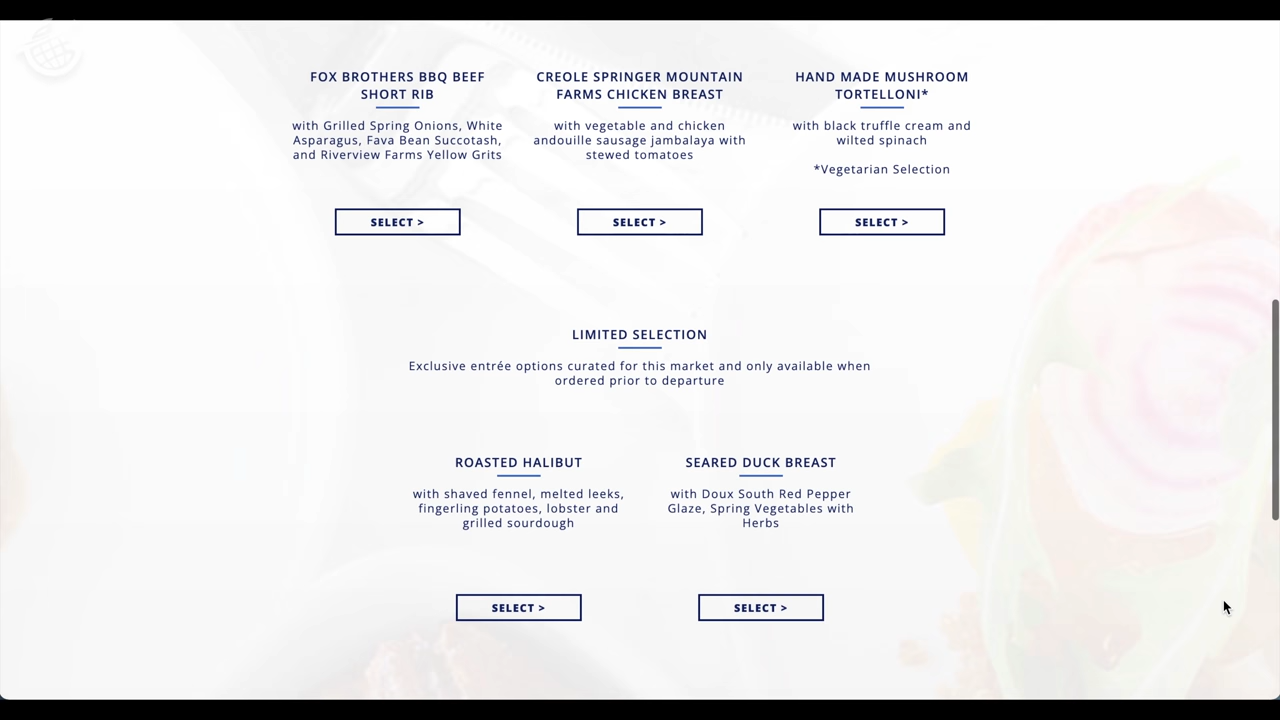 FOX BROTHERS BBQ BEEF
SHORT RIB
with Grilled Spring Onions, White
Asparagus, Fava Bean Succotash,
and Riverview Farms Yellow Grits
SELECT >
CREOLE SPRINGER MOUNTAIN
FARMS CHICKEN BREAST
with vegetable and chicken
andouille sausage jambalaya with
stewed tomatoes
SELECT >
HAND MADE MUSHROOM
TORTELLONI*
with black truffle cream and
wilted spinach
*Vegetarian Selection
SELECT >
LIMITED SELECTION
Exclusive entrée options curated for this market and only available when
ordered prior to departure
ROASTED HALIBUT
with shaved fennel, melted leeks,
fingerling potatoes, lobster and
grilled sourdough
SELECT >
SEARED DUCK BREAST
with Doux South Red Pepper
Glaze, Spring Vegetables with
Herbs
SELECT >